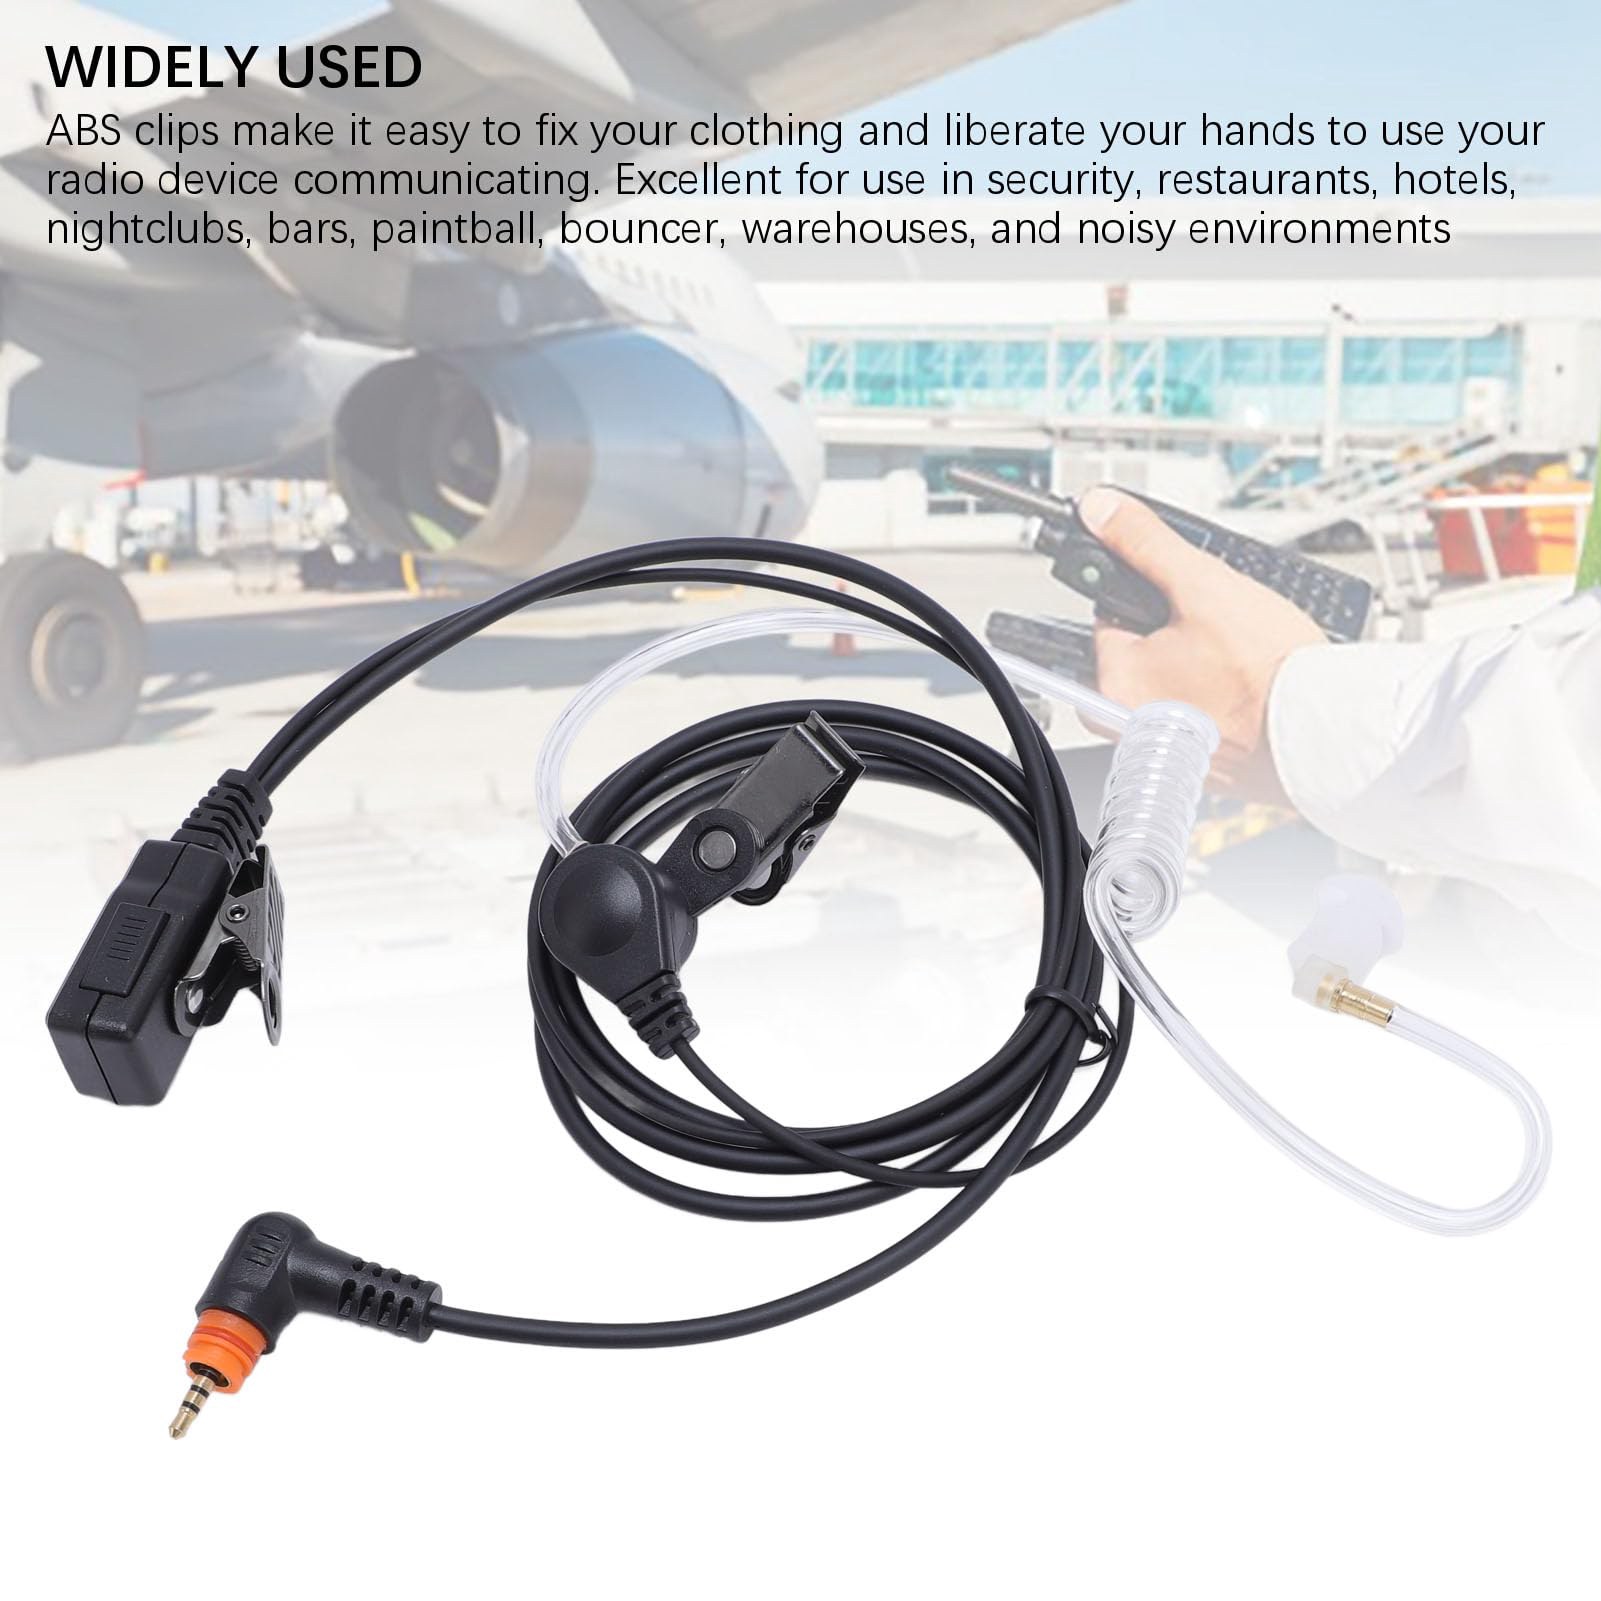 WIDELY USED
ABS clips make it easy to fix your clothing and liberate your hands to use your
radio device communicating. Excellent for use in security, restaurants, hotels,
nightclubs, bars, paintball, bouncer, warehouses, and noisy environments